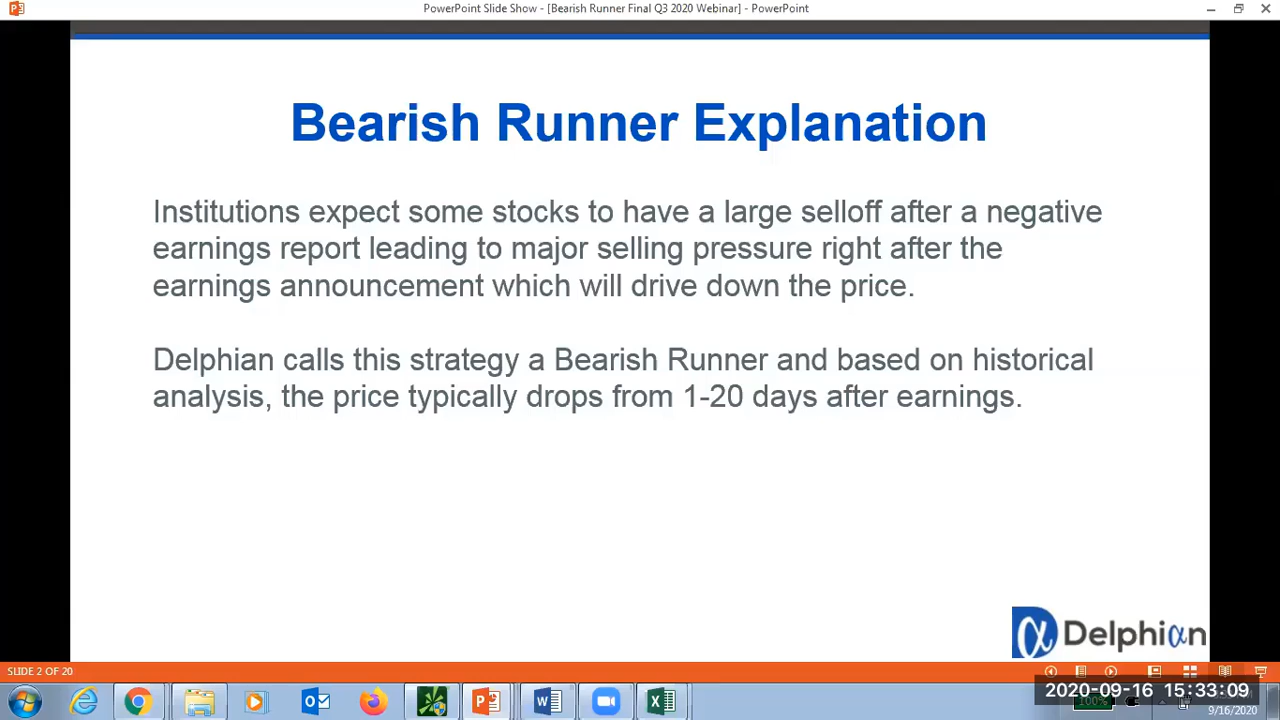 PowerPoint Slide Show - [Bearish Runner Final Q3 2020 Webinar] - PowerPoint
Bearish Runner Explanation
Institutions expect some stocks to have a large selloff after a negative
earnings report leading to major selling pressure right after the
earnings announcement which will drive down the price.
Delphian calls this strategy a Bearish Runner and based on historical
analysis, the price typically drops from 1-20 days after earnings.
α Delphiαn
SLIDE 2 OF 20
2020-09-16 15:33:09
100%
9/16/2020